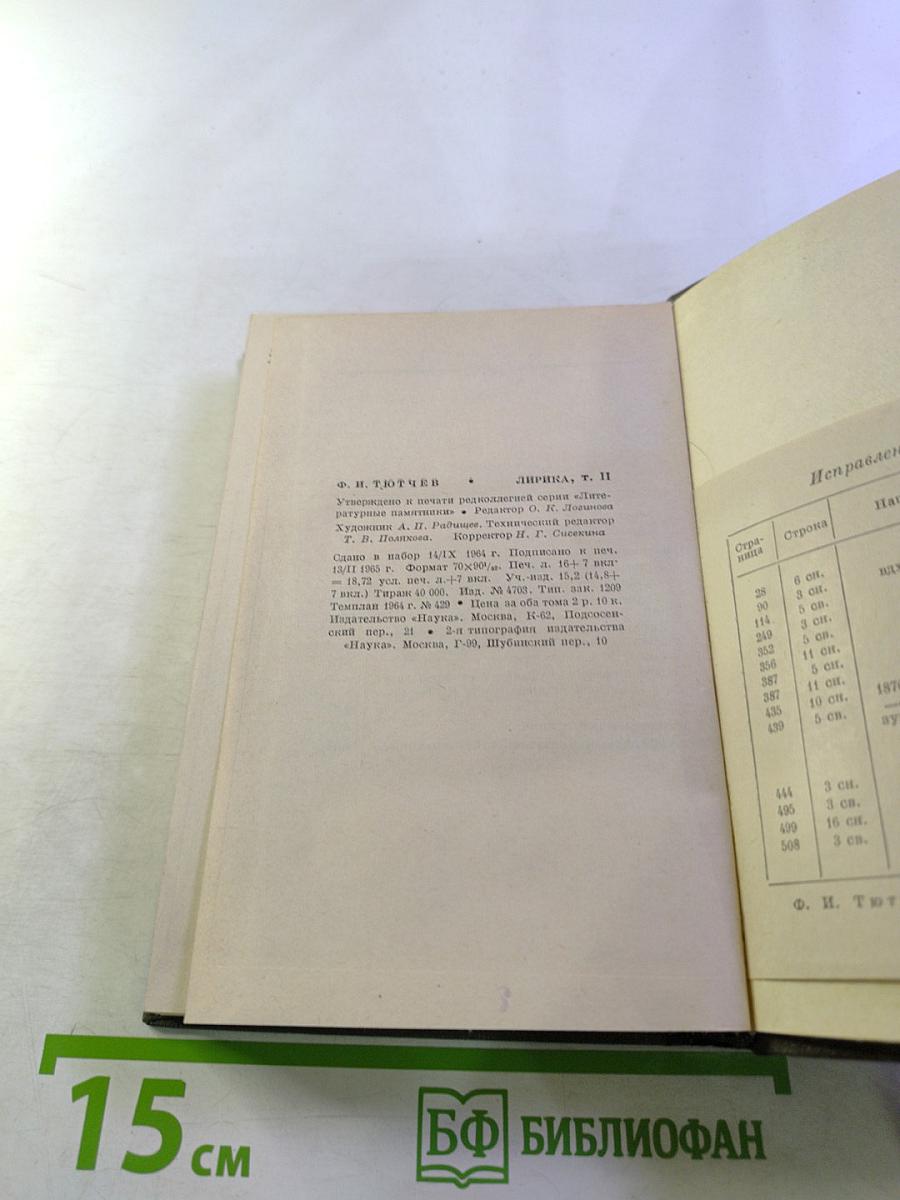 Ф. И. ТЮТЧЕВ • ЛИРИКА, т. II
Утверждено к печати редколлегией серии «Лите-
ратурные памятники» • Редактор О. К. Логинова
Художник А. П. Радищев. Технический редактор
Т. В. Полякова. Корректор Н. Г. Сисекина
Сдано в набор 14/IX 1964 г. Подписано к печ.
13/II 1965 г. Формат 70×90¹/₃₂. Печ. л. 16+7 вкл
= 18,72 усл. печ. л.+7 вкл. Уч.-изд. 15,2 (14,8+
7 вкл.) Тираж 40 000. Изд. № 4703. Тип. зак. 1209
Темплан 1964 г. № 429 • Цена за оба тома 2 р. 10 к.
Издательство «Наука». Москва, К-62, Подсосен-
ский пер., 21 • 2-я типография издательства
«Наука». Москва, Г-99, Шубинский пер., 10
Исправлен
Стра-
ница
Строка
28 6 сн.
90 3 сн.
114 5 св.
249 3 сн.
352 5 сн.
356 11 сн.
387 5 сн.
387 11 сн.
435 10 сн.
439 5 св.
444 3 сн.
495 3 св.
499 16 сн.
508 3 св.
вдх
187
Ф. И. Тют
15 см
БФ БИБЛИОФАН